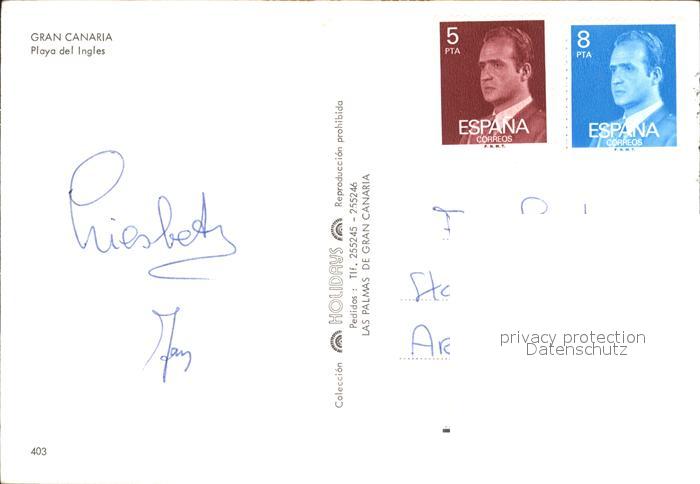 GRAN CANARIA
Playa del Ingles
5
PTA
ESPAÑA
CORREOS
F.N.M.T.
8
PTA
ESPAÑA
CORREOS
F.N.M.T.
Liesbeth
Jan
Colección HOLIDAYS Reproducción prohibida
Pedidos: Tlf. 255245 - 255246
LAS PALMAS DE GRAN CANARIA
privacy protection
Datenschutz
403